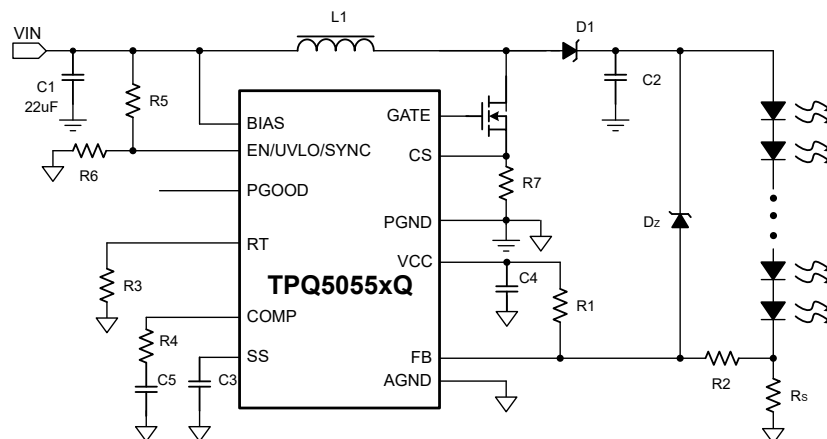 VIN
L1
D1
C1
22uF
R5
C2
BIAS
GATE
EN/UVLO/SYNC
CS
R6
R7
PGOOD
PGND
Dz
RT
VCC
TPQ5055xQ
C4
R3
R1
COMP
R4
SS
FB
C5
C3
R2
AGND
Rs